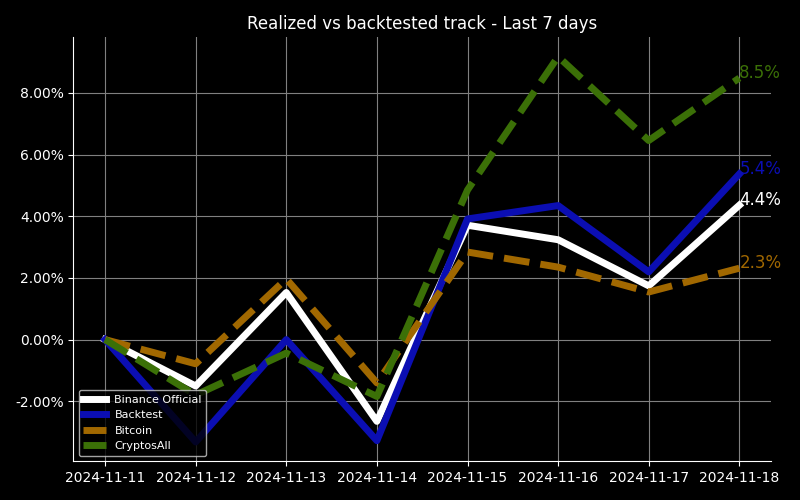 Realized vs backtested track - Last 7 days
8.00%
6.00%
4.00%
2.00%
0.00%
-2.00%
8.5%
5.4%
4.4%
2.3%
Binance Official
Backtest
Bitcoin
CryptosAll
2024-11-11 2024-11-12 2024-11-13 2024-11-14 2024-11-15 2024-11-16 2024-11-17 2024-11-18